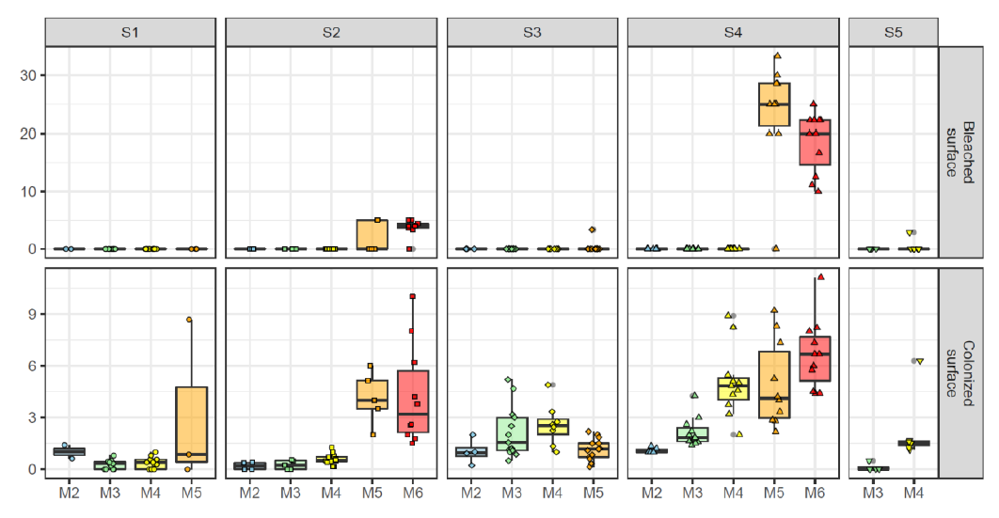 S1 S2 S3 S4 S5
30
20
10
0
Bleached
surface
9
6
3
0
Colonized
surface
M2 M3 M4 M5 M2 M3 M4 M5 M6 M2 M3 M4 M5 M2 M3 M4 M5 M6 M3 M4